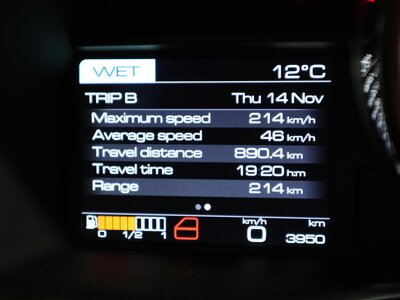 WET 12°C
TRIP B Thu 14 Nov
Maximum speed 214 km/h
Average speed 46 km/h
Travel distance 890.4 km
Travel time 19 20 h:m
Range 214 km
km/h km
0 1/2 1 0 3950